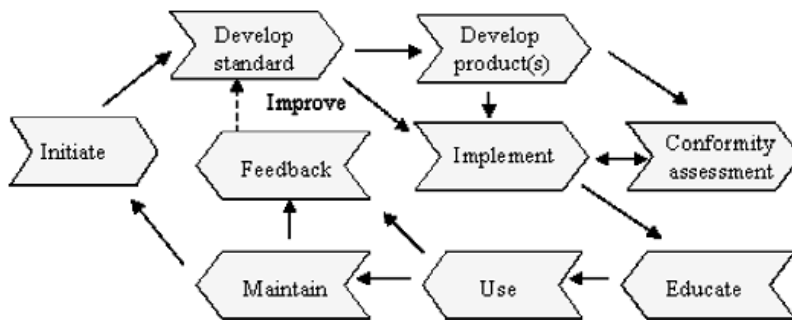 Develop
standard
Develop
product(s)
Improve
Initiate
Feedback
Implement
Conformity
assessment
Maintain
Use
Educate